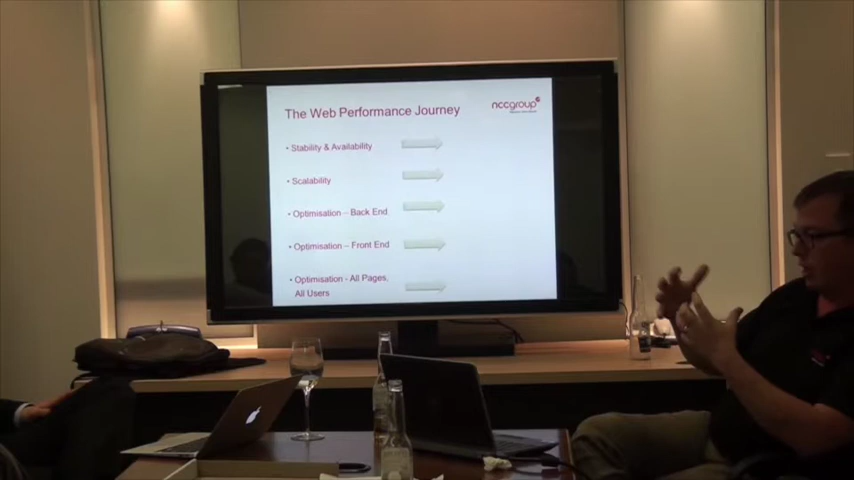 The Web Performance Journey
nccgroup
• Stability & Availability
• Scalability
• Optimisation – Back End
• Optimisation – Front End
• Optimisation - All Pages,
All Users